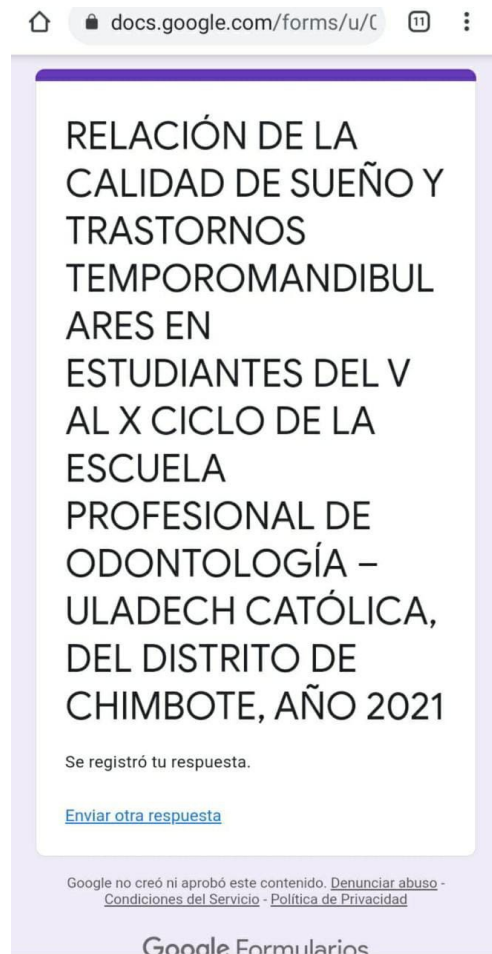 docs.google.com/forms/u/
11
RELACIÓN DE LA
CALIDAD DE SUEÑO Y
TRASTORNOS
TEMPOROMANDIBUL
ARES EN
ESTUDIANTES DEL V
AL X CICLO DE LA
ESCUELA
PROFESIONAL DE
ODONTOLOGÍA –
ULADECH CATÓLICA,
DEL DISTRITO DE
CHIMBOTE, AÑO 2021
Se registró tu respuesta.
Enviar otra respuesta
Google no creó ni aprobó este contenido. Denunciar abuso -
Condiciones del Servicio - Política de Privacidad
Google Formularios